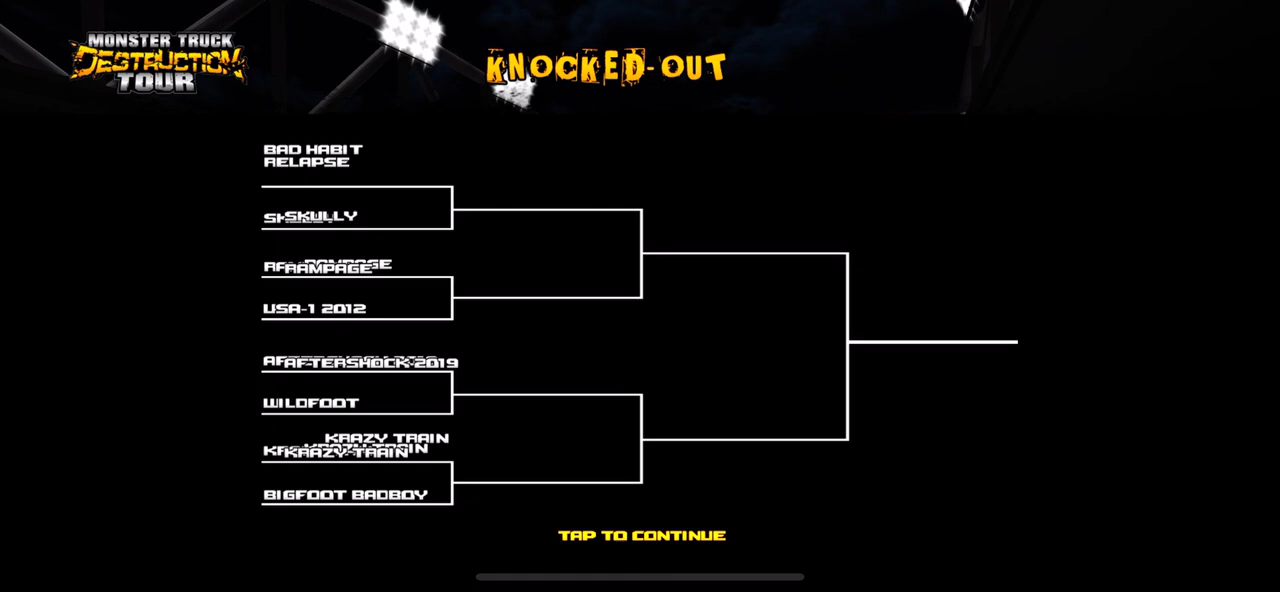 MONSTER TRUCK
DESTRUCTION
TOUR
KNOCKED-OUT
BAD HABIT
RELAPSE
SKULLY
RAMPAGE
USA-1 2012
AFTERSHOCK 2019
WILDFOOT
KRAZY TRAIN
KRAZY TRAIN
BIGFOOT BADBOY
TAP TO CONTINUE